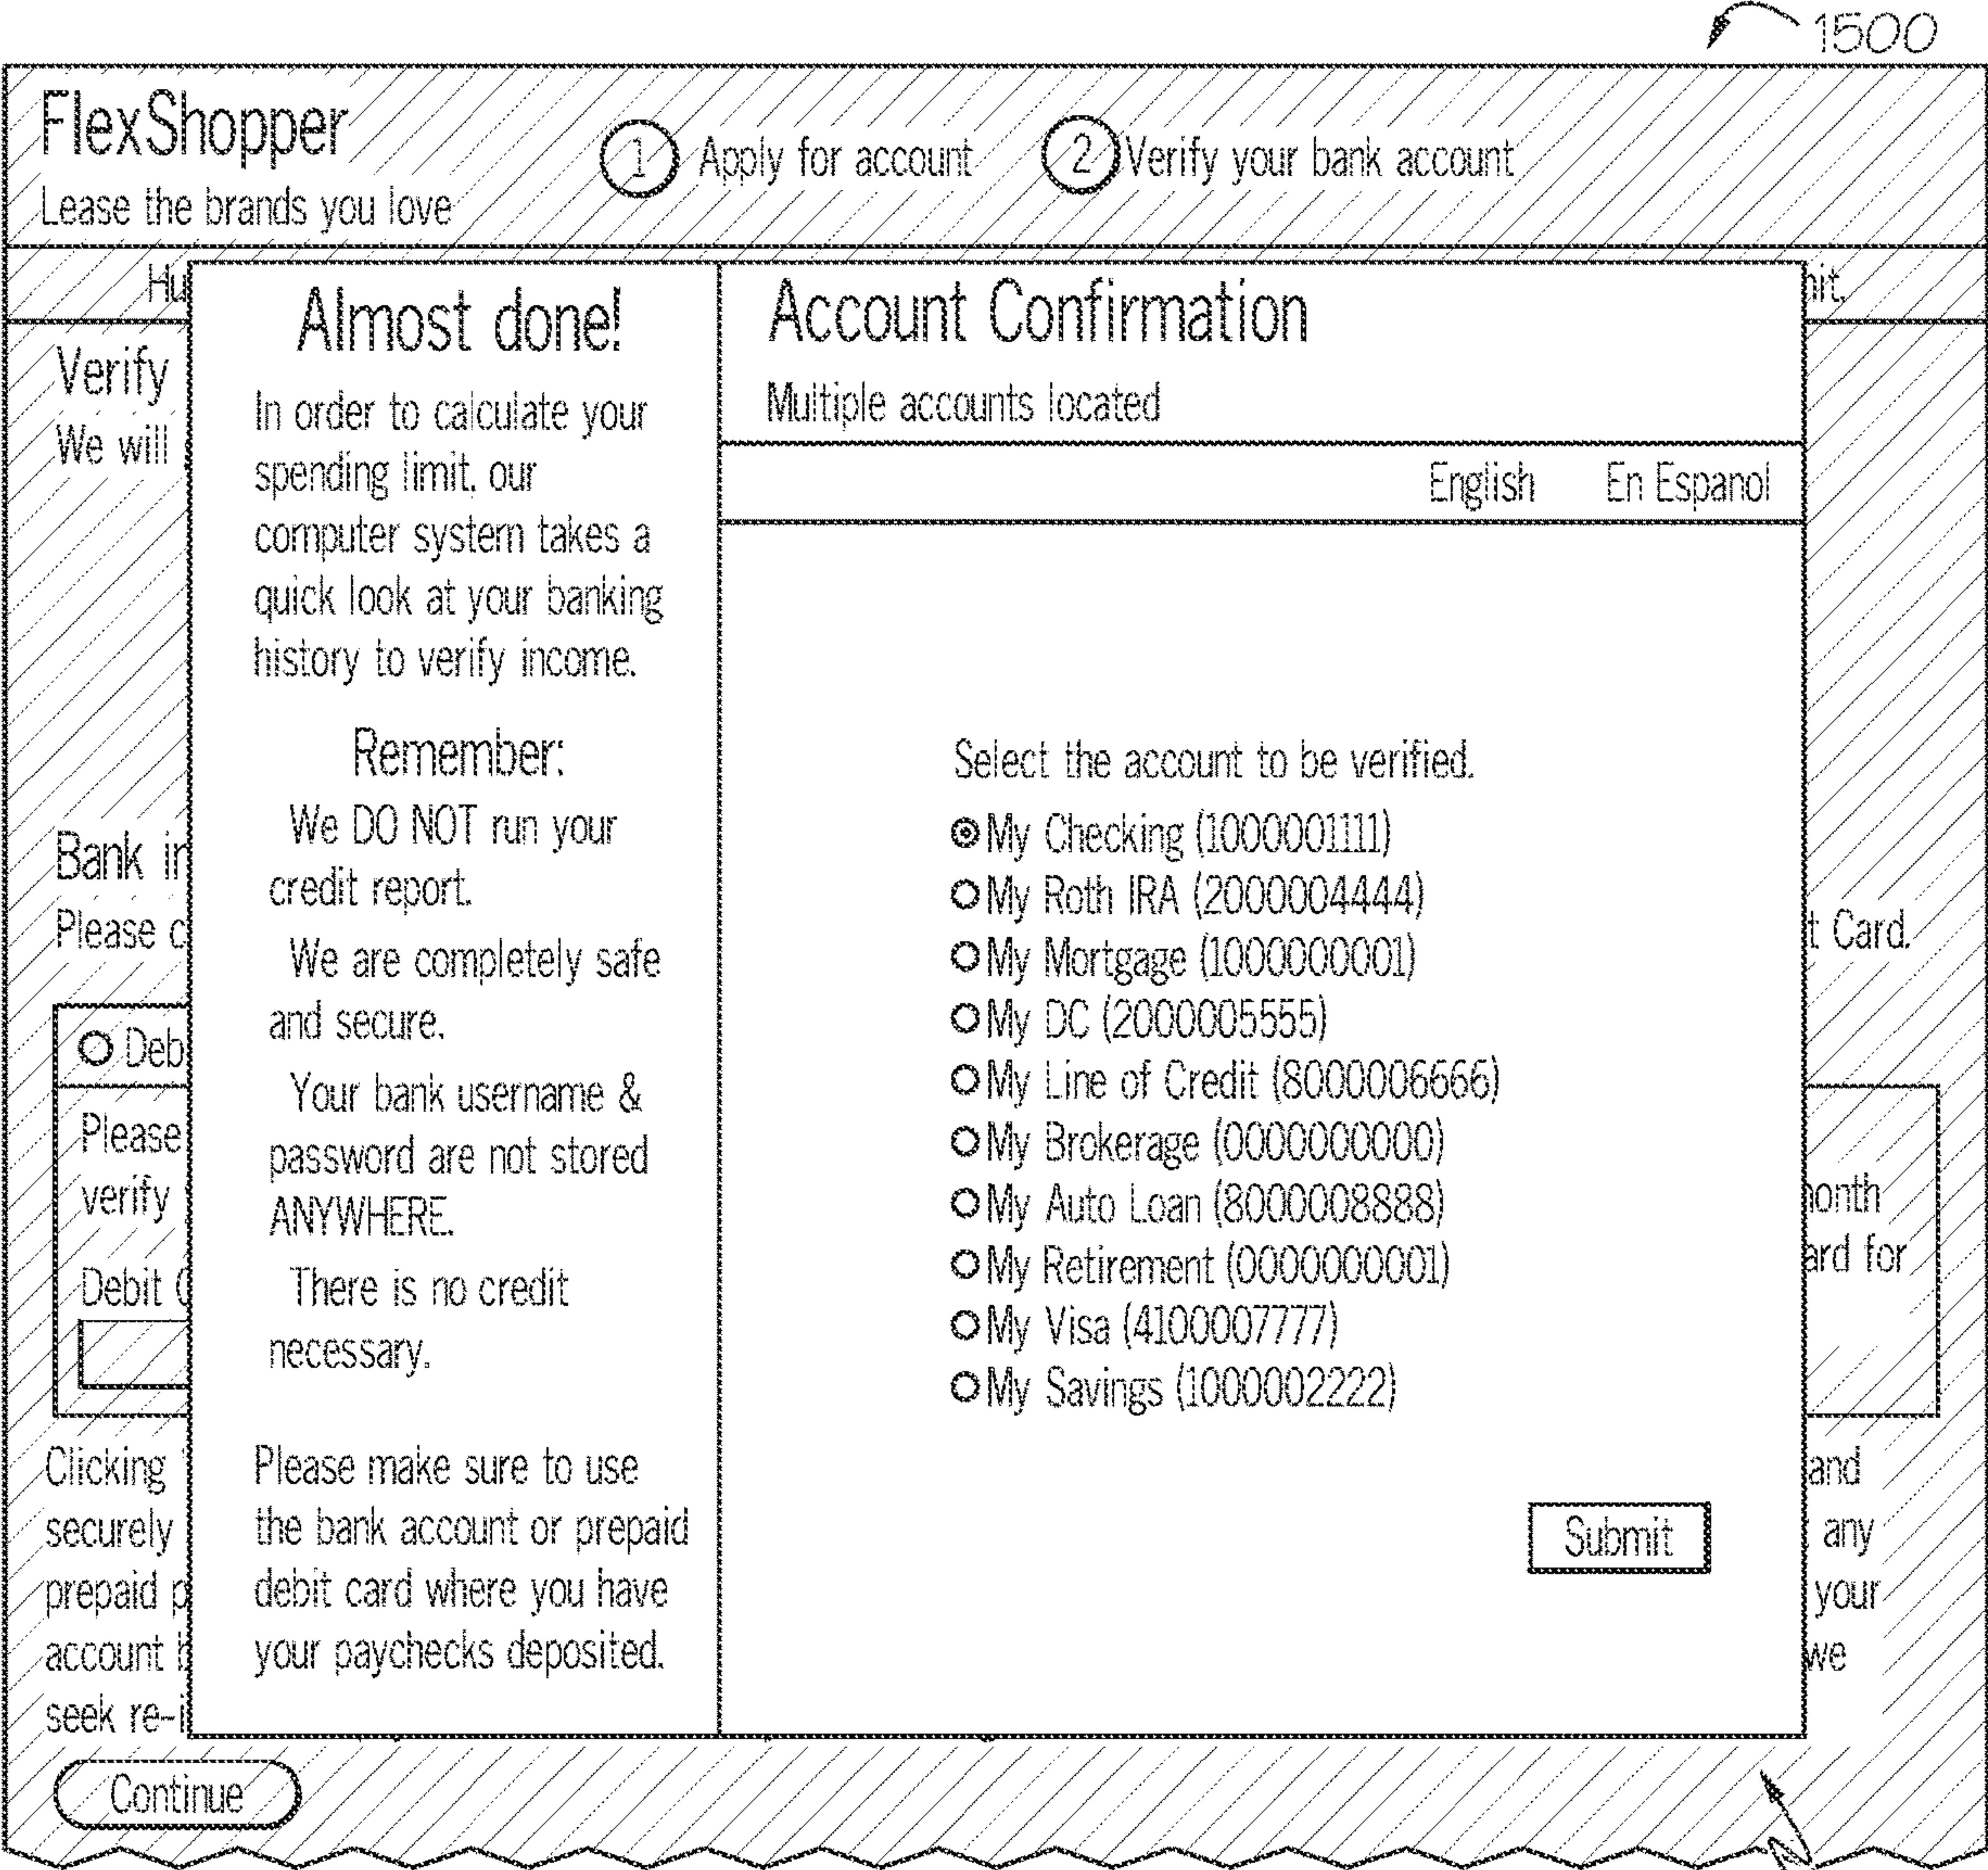 1500
FlexShopper
Lease the brands you love
1 Apply for account
2 Verify your bank account
Hu
nit.
Verify
We will
Bank in
Please c
t Card.
Deb
Please
verify
Debit
onth
ard for
Clicking
securely
prepaid p
account b
seek re-i
and
any
your
we
Continue
Almost done!
In order to calculate your
spending limit, our
computer system takes a
quick look at your banking
history to verify income.
Remember:
We DO NOT run your
credit report.
We are completely safe
and secure.
Your bank username &
password are not stored
ANYWHERE.
There is no credit
necessary.
Please make sure to use
the bank account or prepaid
debit card where you have
your paychecks deposited.
Account Confirmation
Multiple accounts located
English En Espanol
Select the account to be verified.
My Checking (1000001111)
My Roth IRA (2000004444)
My Mortgage (1000000001)
My DC (2000005555)
My Line of Credit (8000006666)
My Brokerage (0000000000)
My Auto Loan (8000008888)
My Retirement (0000000001)
My Visa (4100007777)
My Savings (1000002222)
Submit